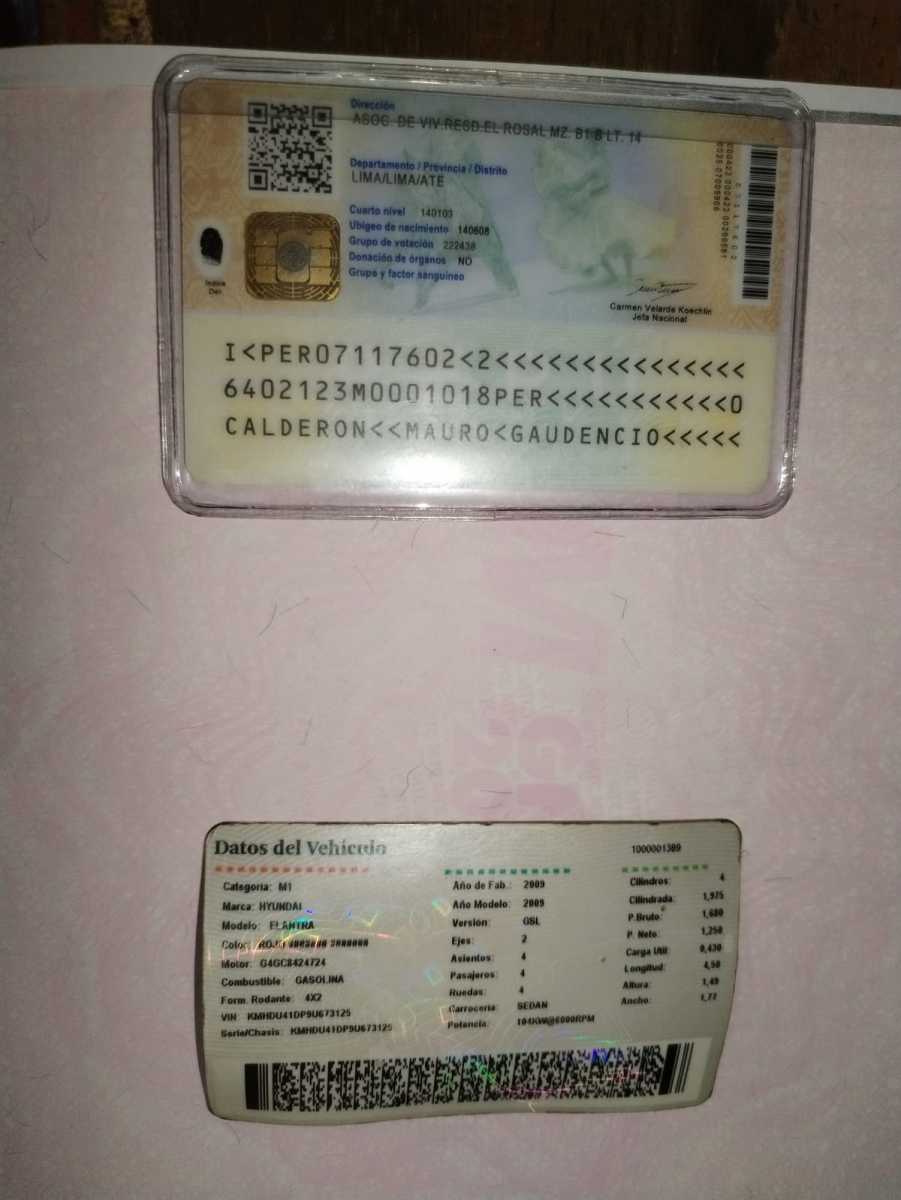 Dirección
ASOC. DE VIV.RESD.EL ROSAL MZ. B1-B LT. 14
Departamento / Provincia / Distrito
LIMA/LIMA/ATE
Cuarto nivel 140103
Ubigeo de nacimiento 140608
Grupo de votación 222438
Donación de órganos NO
Grupo y factor sanguíneo
Indice
Der.
Carmen Velarde Koechlin
Jefa Nacional
I<PER07117602<2<<<<<<<<<<<<<<<
6402123M0001018PER<<<<<<<<<<<0
CALDERON<<MAURO<GAUDENCIO<<<<<
Datos del Vehículo
1000001389
Categoria: M1
Marca: HYUNDAI
Modelo: ELANTRA
Color: ROJO
Motor: G4GC8424724
Combustible: GASOLINA
Form. Rodante: 4X2
VIN: KMHDU41DP9U673125
Serie/Chasis: KMHDU41DP9U673125
Año de Fab.: 2009
Año Modelo: 2009
Versión: GSL
Ejes: 2
Asientos: 4
Pasajeros: 4
Ruedas: 4
Carrocería: SEDAN
Potencia: 104KW@6000RPM
Cilindros: 4
Cilindrada: 1,975
P.Bruto: 1,680
P. Neto: 1,250
Carga Util: 0,430
Longitud: 4,50
Altura: 1,49
Ancho: 1,77